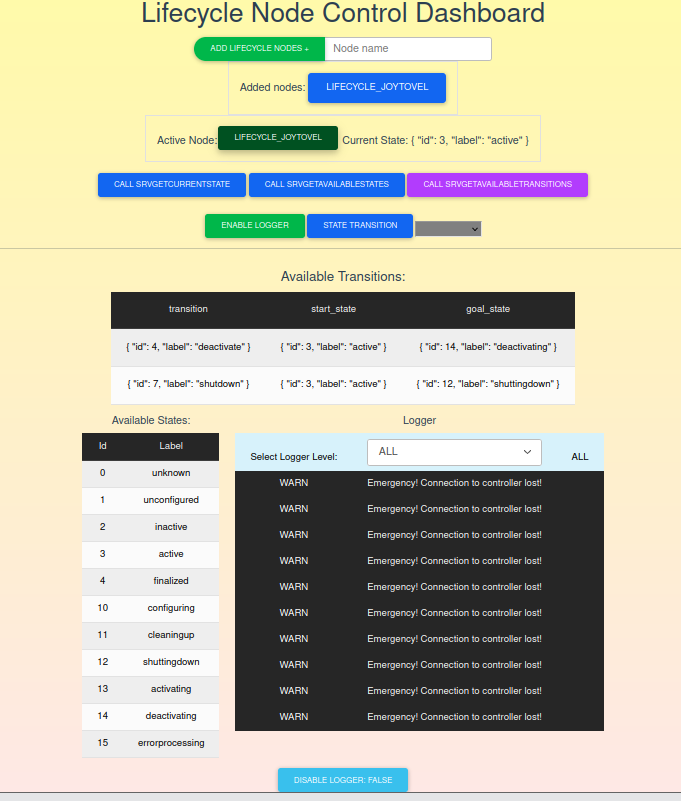 Lifecycle Node Control Dashboard
ADD LIFECYCLE NODES + Node name
Added nodes: LIFECYCLE_JOYTOVEL
Active Node: LIFECYCLE_JOYTOVEL Current State: { "id": 3, "label": "active" }
CALL SRVGETCURRENTSTATE CALL SRVGETAVAILABLESTATES CALL SRVGETAVAILABLETRANSITIONS
ENABLE LOGGER STATE TRANSITION
Available Transitions:
transition start_state goal_state
{ "id": 4, "label": "deactivate" } { "id": 3, "label": "active" } { "id": 14, "label": "deactivating" }
{ "id": 7, "label": "shutdown" } { "id": 3, "label": "active" } { "id": 12, "label": "shuttingdown" }
Available States:
Id Label
0 unknown
1 unconfigured
2 inactive
3 active
4 finalized
10 configuring
11 cleaningup
12 shuttingdown
13 activating
14 deactivating
15 errorprocessing
Logger
Select Logger Level: ALL ALL
WARN Emergency! Connection to controller lost!
WARN Emergency! Connection to controller lost!
WARN Emergency! Connection to controller lost!
WARN Emergency! Connection to controller lost!
WARN Emergency! Connection to controller lost!
WARN Emergency! Connection to controller lost!
WARN Emergency! Connection to controller lost!
WARN Emergency! Connection to controller lost!
WARN Emergency! Connection to controller lost!
WARN Emergency! Connection to controller lost!
DISABLE LOGGER: FALSE